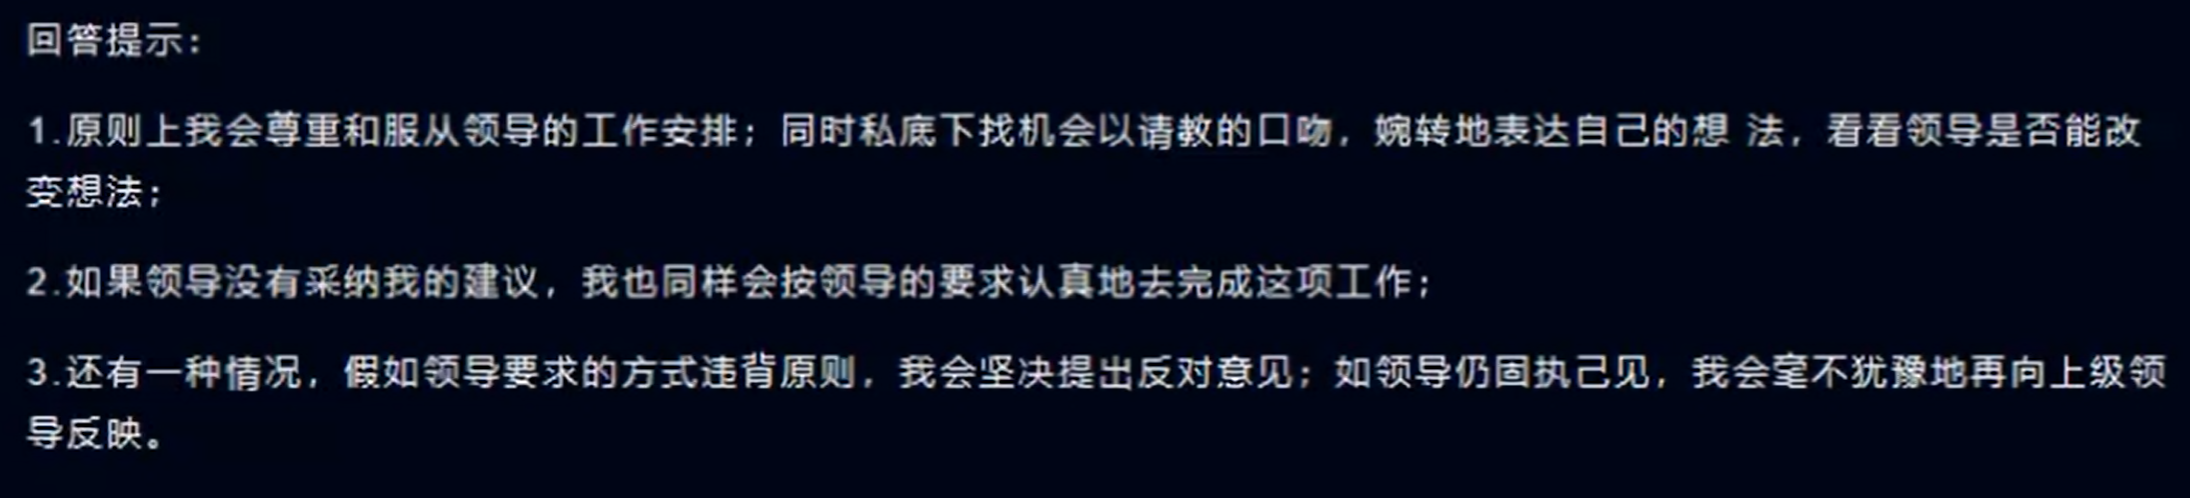 回答提示：
1.原则上我会尊重和服从领导的工作安排；同时私底下找机会以请教的口吻，婉转地表达自己的想 法，看看领导是否能改
变想法；
2.如果领导没有采纳我的建议，我也同样会按领导的要求认真地去完成这项工作；
3.还有一种情况，假如领导要求的方式违背原则，我会坚决提出反对意见；如领导仍固执己见，我会毫不犹豫地再向上级领
导反映。